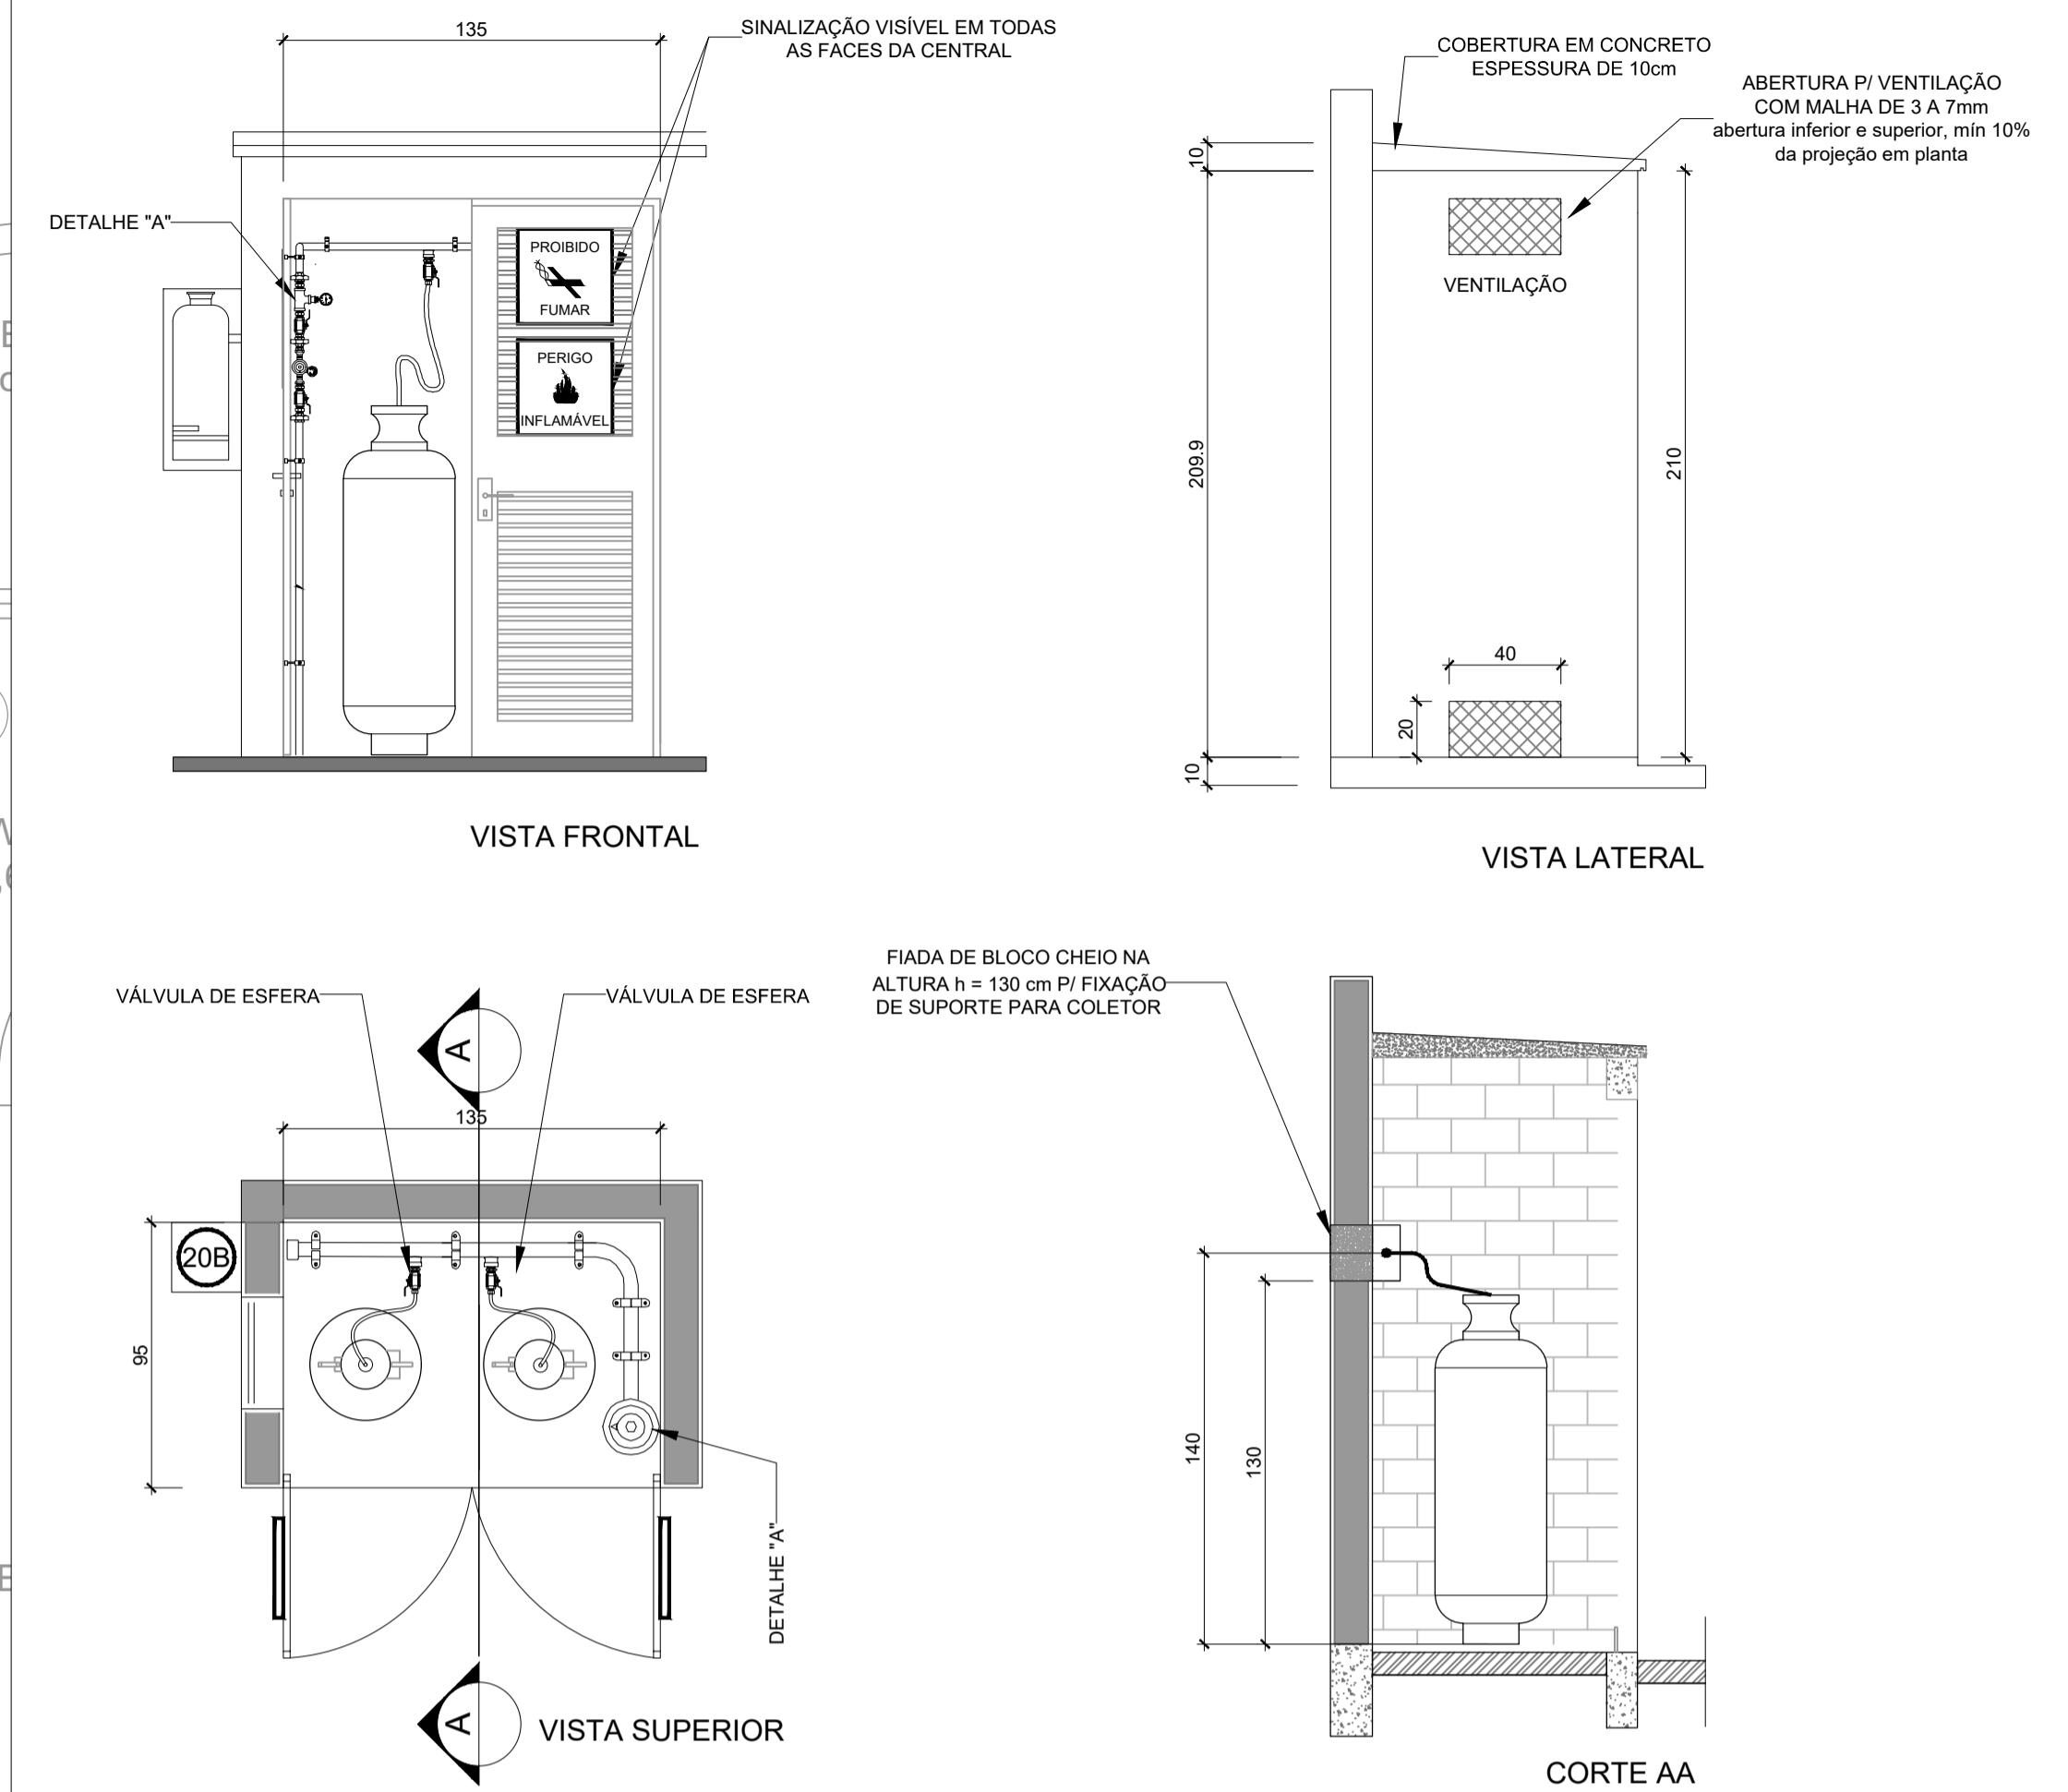 135
SINALIZAÇÃO VISÍVEL EM TODAS
AS FACES DA CENTRAL
DETALHE "A"
PROIBIDO
FUMAR
PERIGO
INFLAMÁVEL
VISTA FRONTAL
COBERTURA EM CONCRETO
ESPESSURA DE 10cm
ABERTURA P/ VENTILAÇÃO
COM MALHA DE 3 A 7mm
abertura inferior e superior, mín 10%
da projeção em planta
10
VENTILAÇÃO
209.9
210
40
20
10
VISTA LATERAL
VÁLVULA DE ESFERA
VÁLVULA DE ESFERA
A
135
20B
95
DETALHE "A"
A
VISTA SUPERIOR
FIADA DE BLOCO CHEIO NA
ALTURA h = 130 cm P/ FIXAÇÃO
DE SUPORTE PARA COLETOR
140
130
CORTE AA